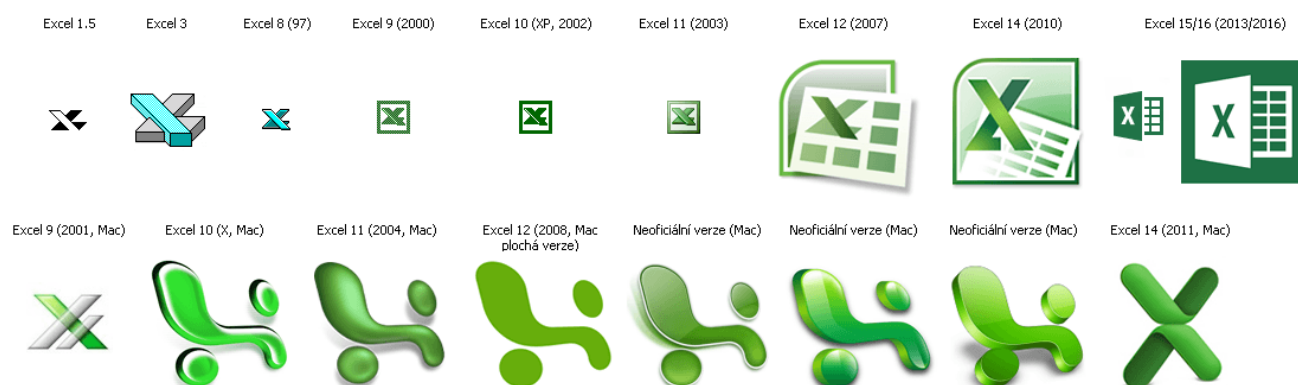 Excel 1.5 Excel 3 Excel 8 (97) Excel 9 (2000) Excel 10 (XP, 2002) Excel 11 (2003) Excel 12 (2007) Excel 14 (2010) Excel 15/16 (2013/2016)
Excel 9 (2001, Mac) Excel 10 (X, Mac) Excel 11 (2004, Mac) Excel 12 (2008, Mac Neoficiální verze (Mac) Neoficiální verze (Mac) Neoficiální verze (Mac) Excel 14 (2011, Mac)
plochá verze)